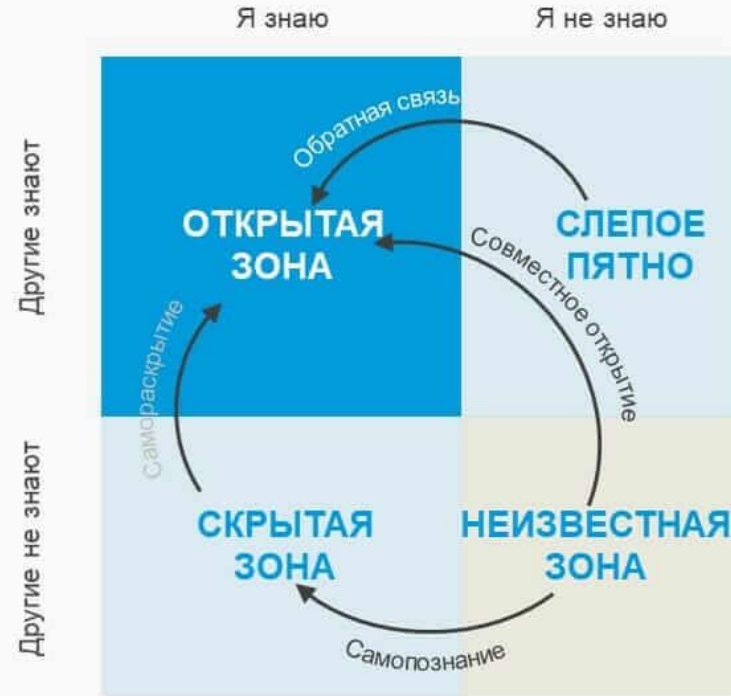 Я знаю
Я не знаю
Другие знают
Обратная связь
ОТКРЫТАЯ
ЗОНА
СЛЕПОЕ
ПЯТНО
Совместное открытие
Самораскрытие
Другие не знают
СКРЫТАЯ
ЗОНА
НЕИЗВЕСТНАЯ
ЗОНА
Самопознание